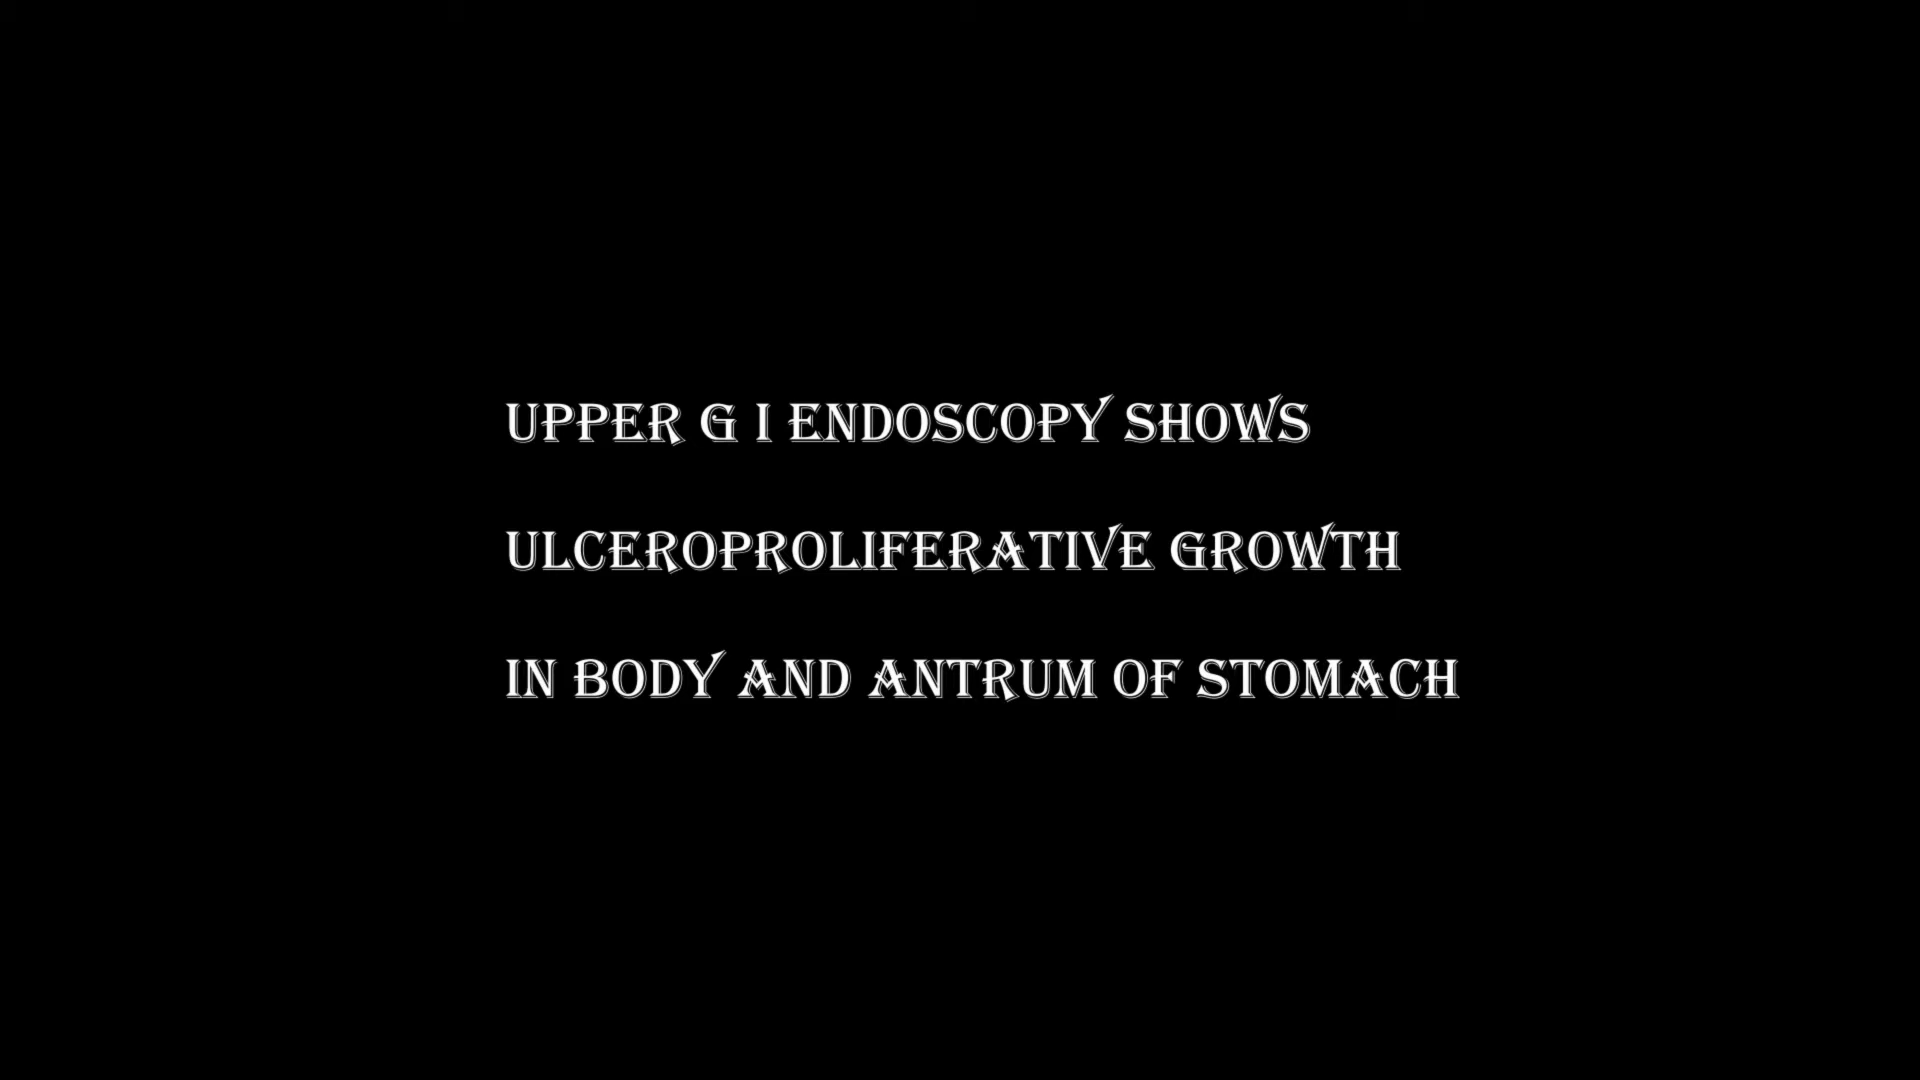 UPPER G I ENDOSCOPY SHOWS
ULCEROPROLIFERATIVE GROWTH
IN BODY AND ANTRUM OF STOMACH